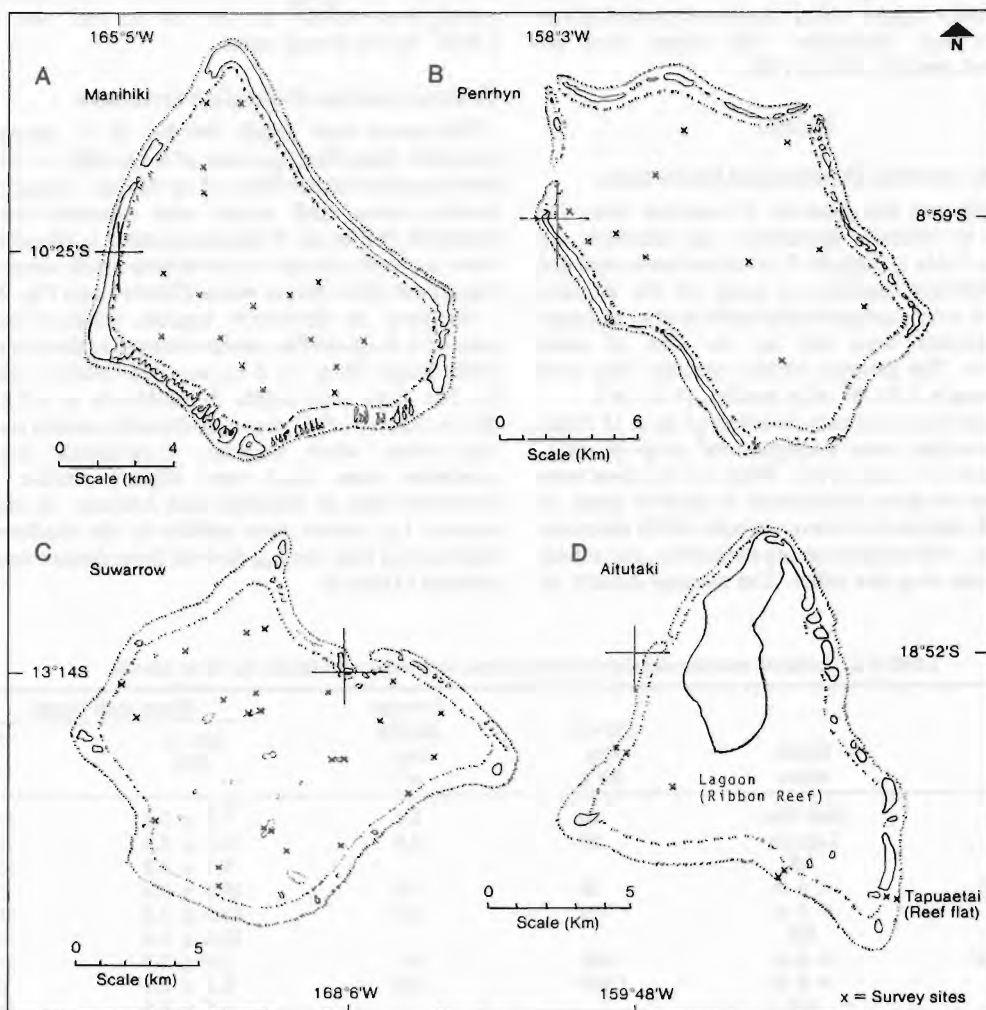 165°5'W
158°3'W
N
A
Manihiki
B
Penrhyn
8°59'S
10°25'S
0 4
Scale (km)
0 6
Scale (Km)
C
Suwarrow
D
Aitutaki
13°14'S
18°52'S
Lagoon
(Ribbon Reef)
0 5
Scale (Km)
Tapuaetai
(Reef flat)
0 5
Scale (km)
168°6'W
159°48'W
x = Survey sites